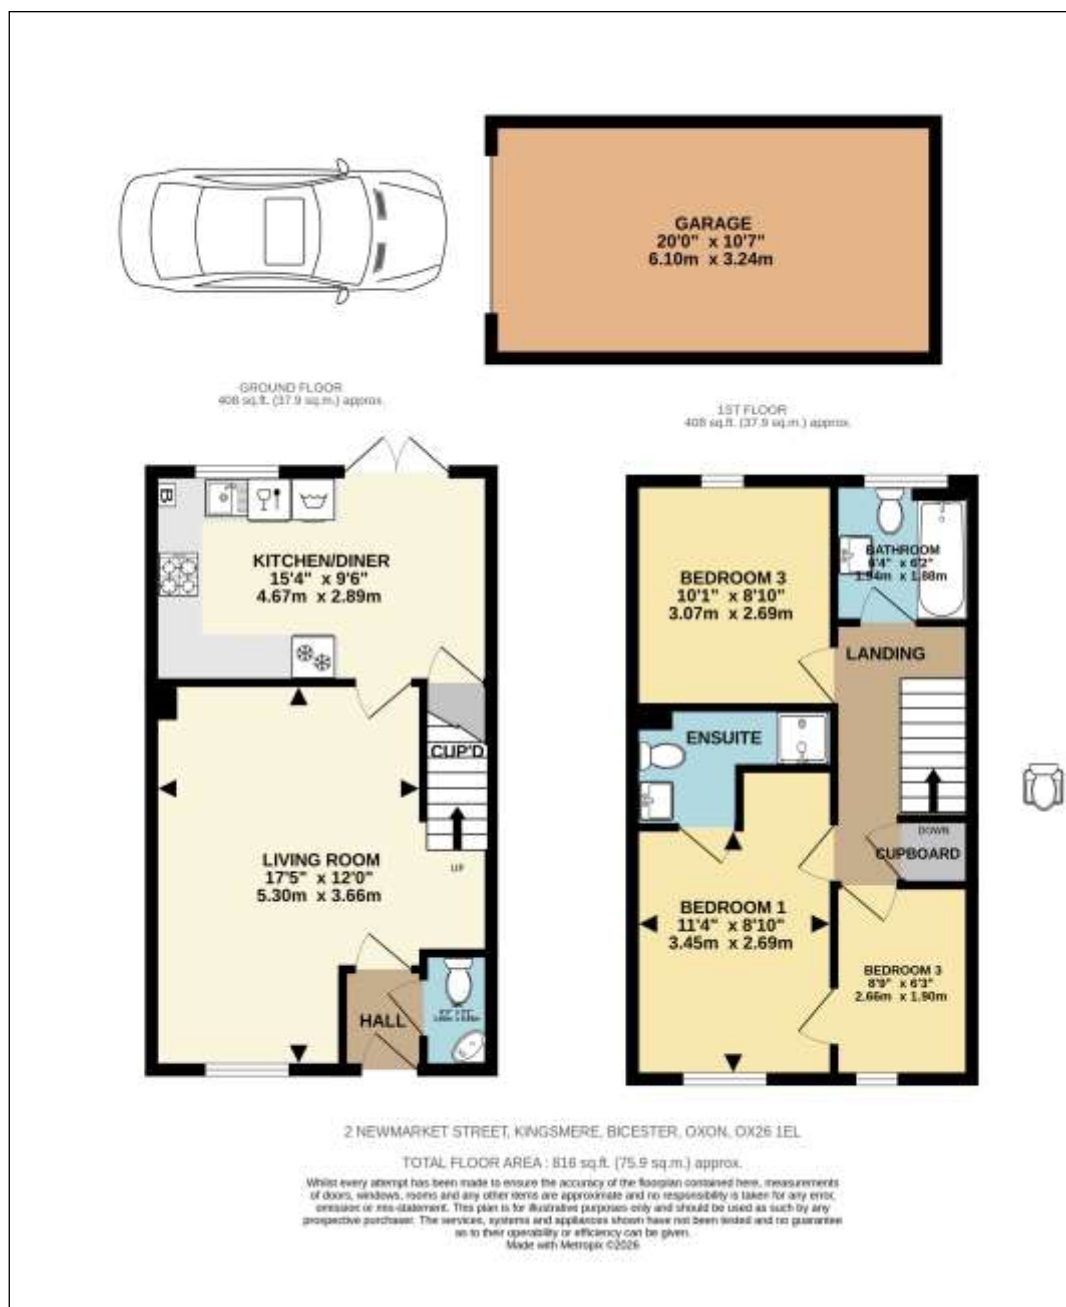 GARAGE
20'0" x 10'7"
6.10m x 3.24m
GROUND FLOOR
408 sq.ft. (37.9 sq.m.) approx.
1ST FLOOR
408 sq.ft. (37.9 sq.m.) approx.
B
KITCHEN/DINER
15'4" x 9'6"
4.67m x 2.89m
CUP'D
UP
LIVING ROOM
17'5" x 12'0"
5.30m x 3.66m
HALL
BEDROOM 3
10'1" x 8'10"
3.07m x 2.69m
BATHROOM
6'4" x 6'2"
1.94m x 1.88m
LANDING
ENSUITE
DOWN
CUPBOARD
BEDROOM 1
11'4" x 8'10"
3.45m x 2.69m
BEDROOM 3
8'9" x 6'3"
2.66m x 1.90m
2 NEWMARKET STREET, KINGSMERE, BICESTER, OXON, OX26 1EL
TOTAL FLOOR AREA : 816 sq.ft. (75.9 sq.m.) approx.
Whilst every attempt has been made to ensure the accuracy of the floorplan contained here, measurements
of doors, windows, rooms and any other items are approximate and no responsibility is taken for any error,
omission or mis-statement. This plan is for illustrative purposes only and should be used as such by any
prospective purchaser. The services, systems and appliances shown have not been tested and no guarantee
as to their operability or efficiency can be given.
Made with Metropix ©2026